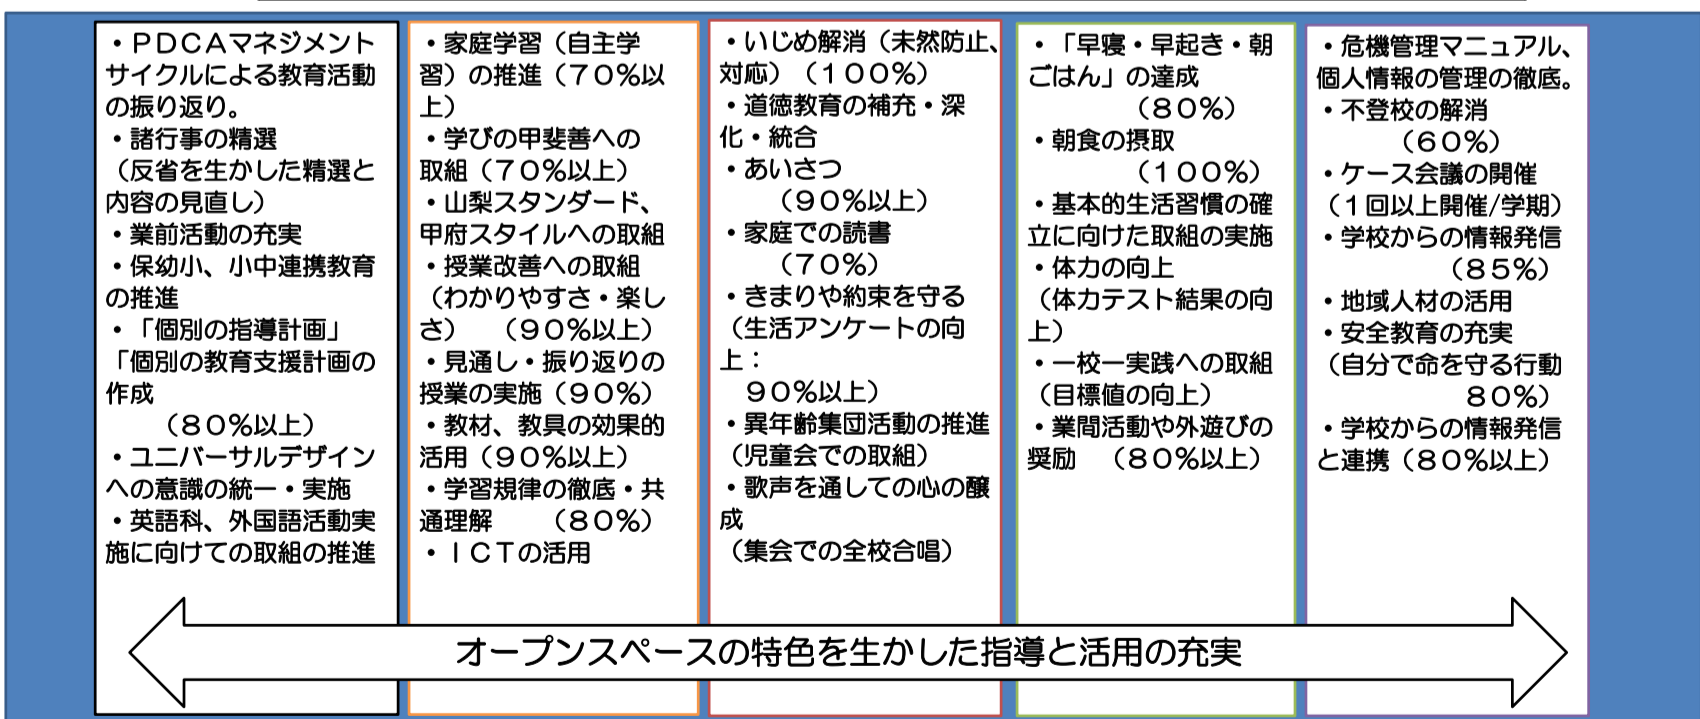 ・ＰＤＣＡマネジメント
サイクルによる教育活動
の振り返り。
・諸行事の精選
（反省を生かした精選と
内容の見直し）
・業前活動の充実
・保幼小、小中連携教育
の推進
・「個別の指導計画」
「個別の教育支援計画の
作成
（８０％以上）
・ユニバーサルデザイン
への意識の統一・実施
・英語科、外国語活動実
施に向けての取組の推進
・家庭学習（自主学
習）の推進（７０％以
上）
・学びの甲斐善への
取組（７０％以上）
・山梨スタンダード、
甲府スタイルへの取組
・授業改善への取組
（わかりやすさ・楽し
さ）　（９０％以上）
・見通し・振り返りの
授業の実施（９０％）
・教材、教具の効果的
活用（９０％以上）
・学習規律の徹底・共
通理解　　（８０％）
・ＩＣＴの活用
・いじめ解消（未然防止、
対応）（１００％）
・道徳教育の補充・深
化・統合
・あいさつ
（９０％以上）
・家庭での読書
（７０％）
・きまりや約束を守る
（生活アンケートの向
上：
９０％以上）
・異年齢集団活動の推進
（児童会での取組）
・歌声を通しての心の醸
成
（集会での全校合唱）
・「早寝・早起き・朝
ごはん」の達成
（８０％）
・朝食の摂取
（１００％）
・基本的生活習慣の確
立に向けた取組の実施
・体力の向上
（体力テスト結果の向
上）
・一校一実践への取組
（目標値の向上）
・業間活動や外遊びの
奨励　（８０％以上）
・危機管理マニュアル、
個人情報の管理の徹底。
・不登校の解消
（６０％）
・ケース会議の開催
（１回以上開催/学期）
・学校からの情報発信
（８５％）
・地域人材の活用
・安全教育の充実
（自分で命を守る行動
８０％）
・学校からの情報発信
と連携（８０％以上）
オープンスペースの特色を生かした指導と活用の充実